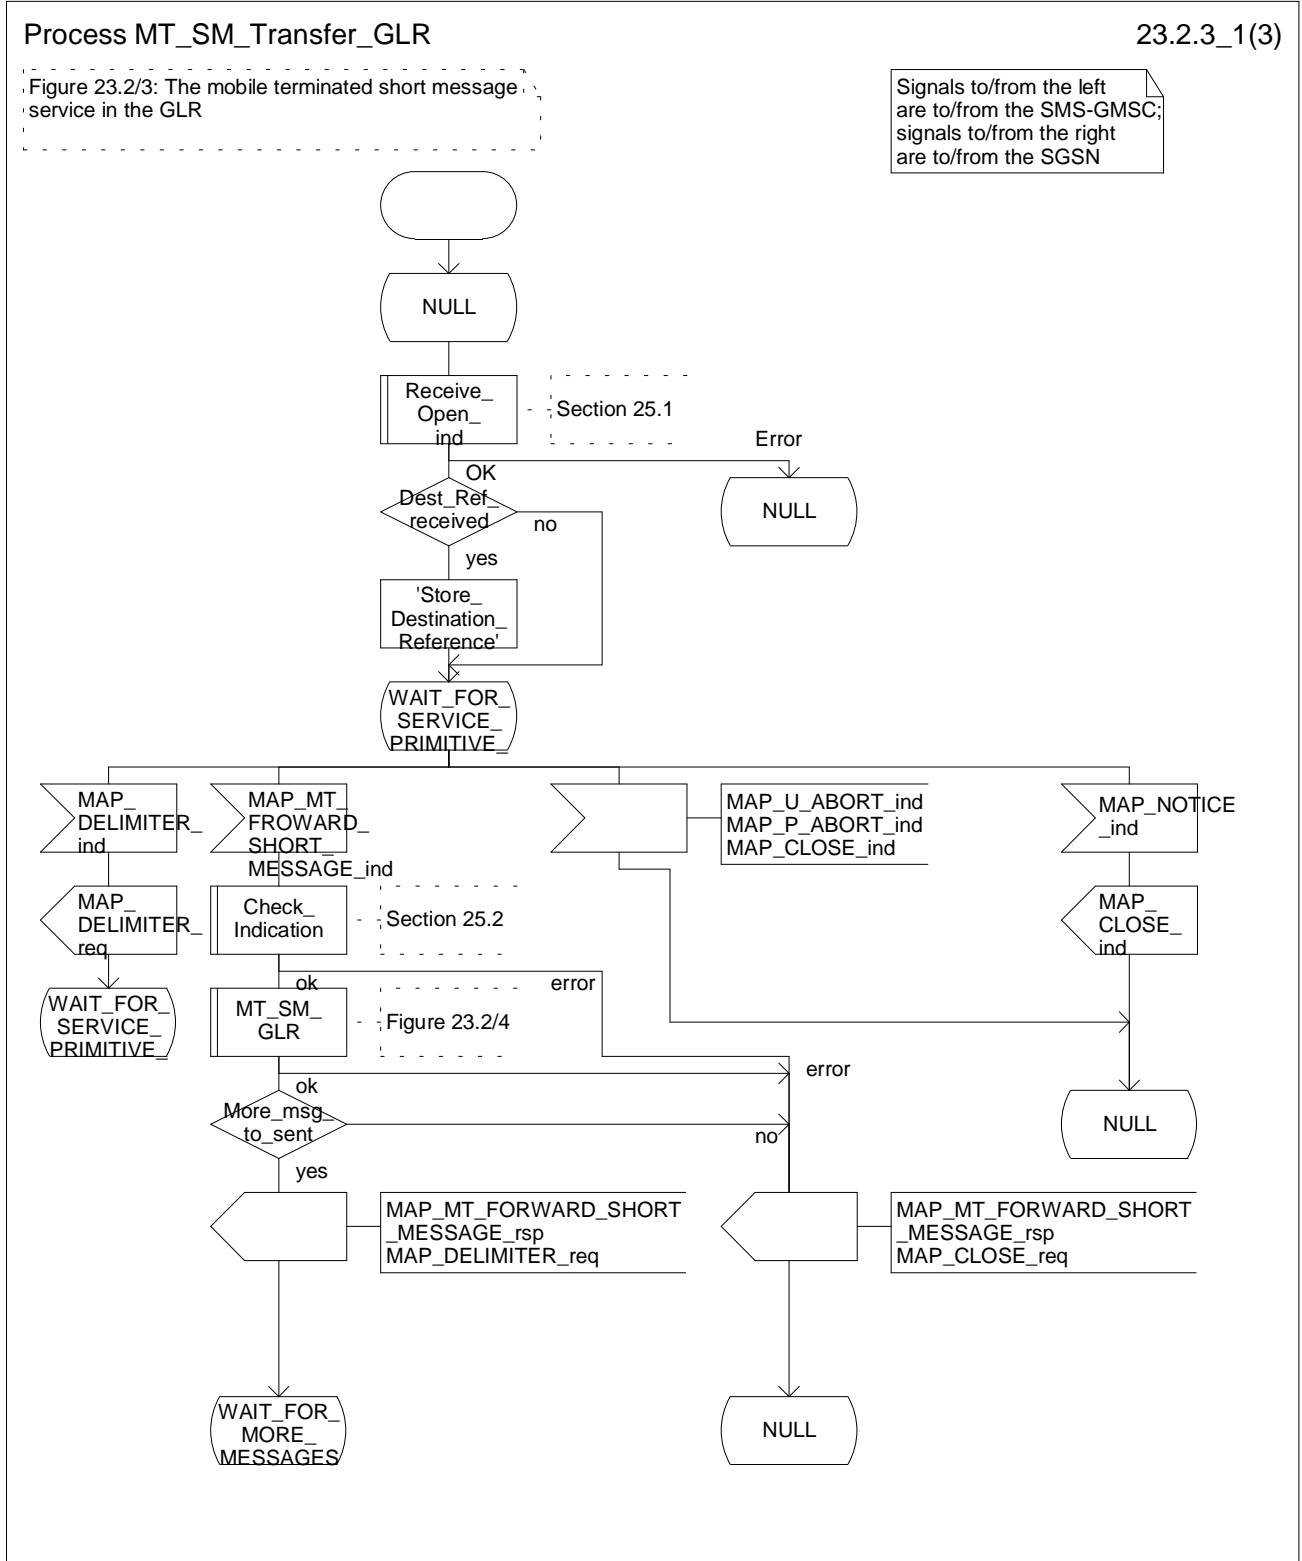 Process MT_SM_Transfer_GLR
23.2.3_1(3)
Figure 23.2/3: The mobile terminated short message
service in the GLR
Signals to/from the left
are to/from the SMS-GMSC;
signals to/from the right
are to/from the SGSN
NULL
Receive_
Open_
ind
Section 25.1
Error
OK
Dest_Ref_
received
no
NULL
yes
'Store_
Destination_
Reference'
WAIT_FOR_
SERVICE_
PRIMITIVE_
MAP_
DELIMITER_
ind
MAP_MT_
FROWARD_
SHORT_
MESSAGE_ind
MAP_U_ABORT_ind
MAP_P_ABORT_ind
MAP_CLOSE_ind
MAP_NOTICE
_ind
MAP_
DELIMITER_
req
Check_
Indication
Section 25.2
MAP_
CLOSE_
ind
ok
error
WAIT_FOR_
SERVICE_
PRIMITIVE_
MT_SM_
GLR
Figure 23.2/4
error
ok
More_msg_
to_sent
no
NULL
yes
MAP_MT_FORWARD_SHORT
_MESSAGE_rsp
MAP_DELIMITER_req
MAP_MT_FORWARD_SHORT
_MESSAGE_rsp
MAP_CLOSE_req
WAIT_FOR_
MORE_
MESSAGES
NULL